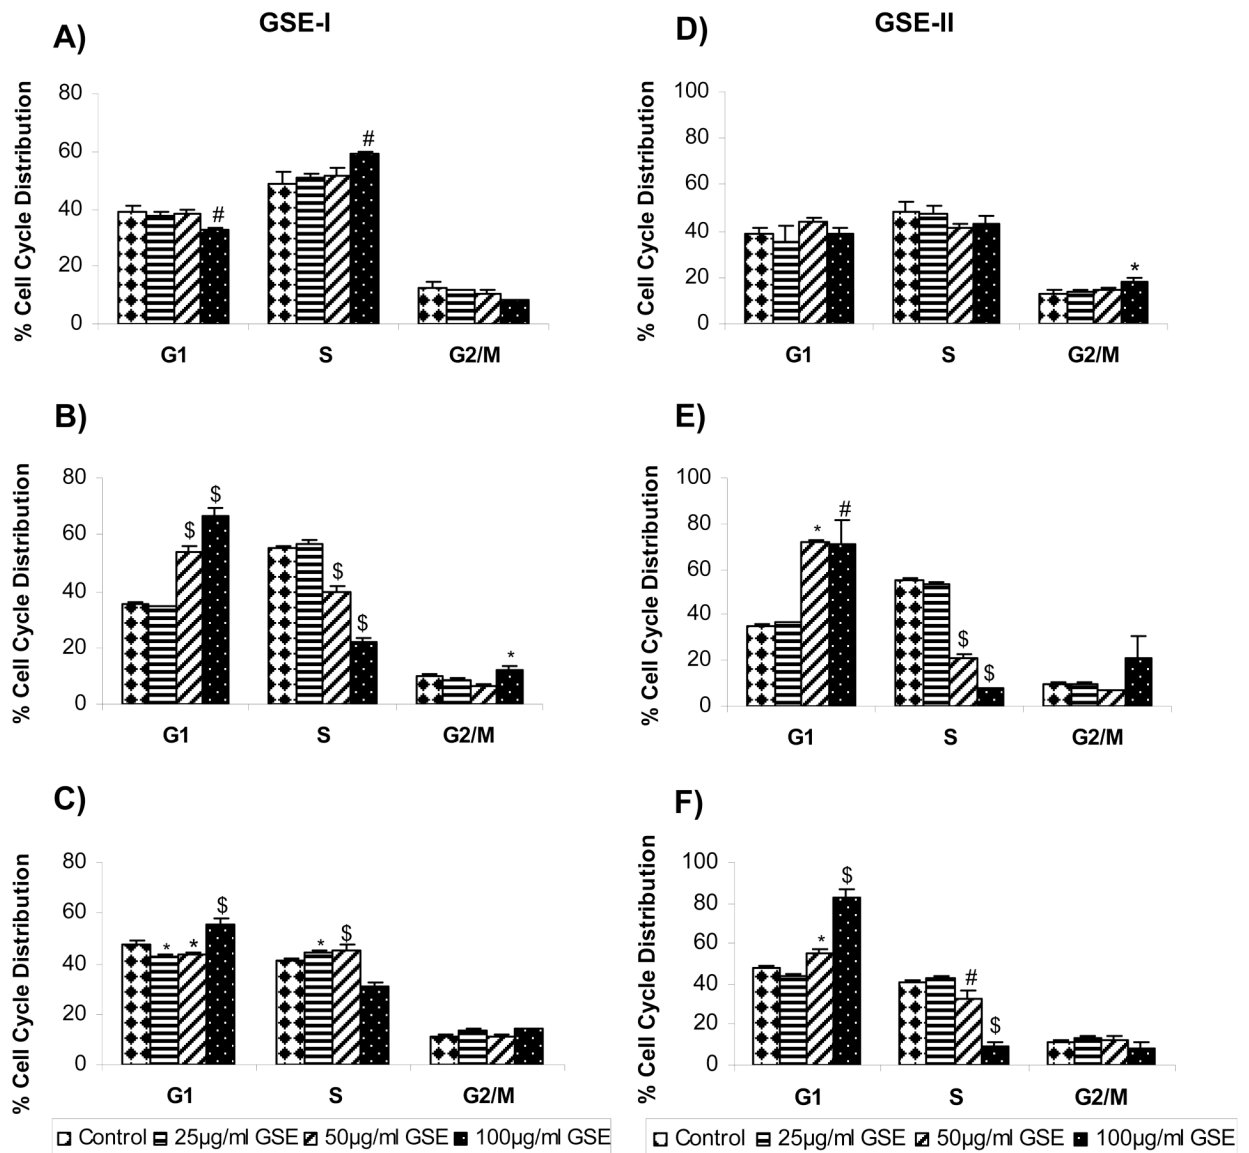 GSE-I
GSE-II
A)
% Cell Cycle Distribution
80
60
40
20
0
#
#
G1
S
G2/M
D)
% Cell Cycle Distribution
100
80
60
40
20
0
*
G1
S
G2/M
B)
% Cell Cycle Distribution
80
60
40
20
0
$
$
$
$
*
G1
S
G2/M
E)
% Cell Cycle Distribution
100
80
60
40
20
0
*
#
$
$
G1
S
G2/M
C)
% Cell Cycle Distribution
80
60
40
20
0
*
*
$
*
$
G1
S
G2/M
F)
% Cell Cycle Distribution
100
80
60
40
20
0
*
$
#
$
G1
S
G2/M
Control 25µg/ml GSE 50µg/ml GSE 100µg/ml GSE
Control 25µg/ml GSE 50µg/ml GSE 100µg/ml GSE